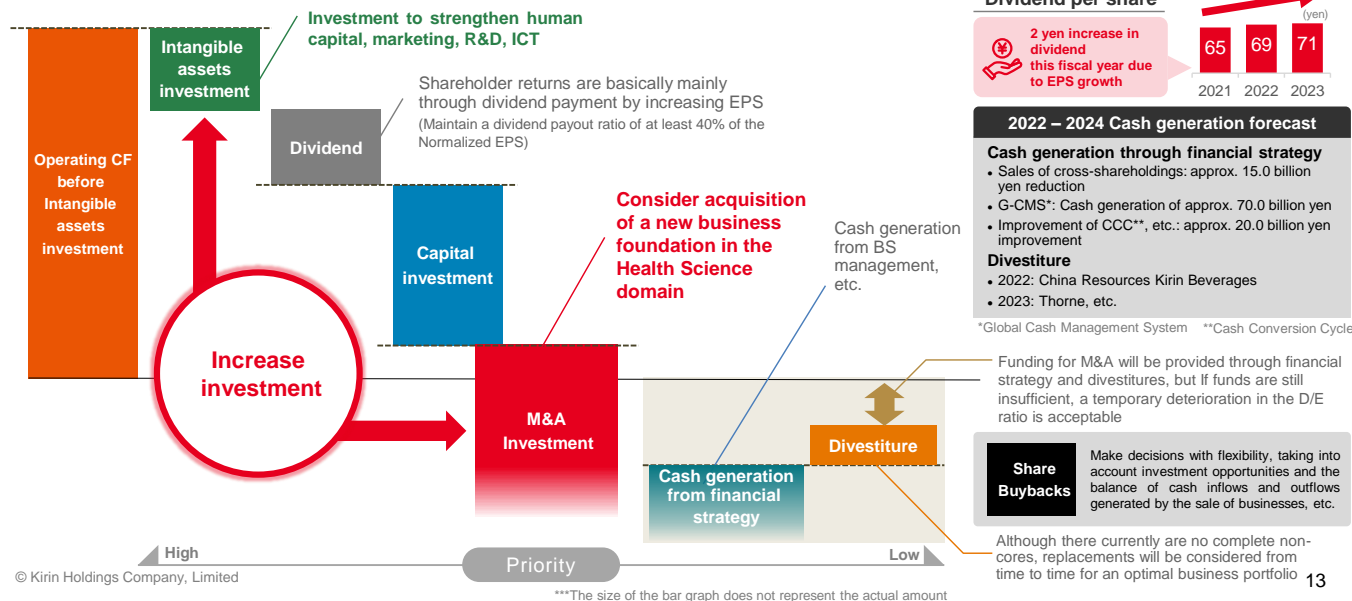 Investment to strengthen human
capital, marketing, R&D, ICT
Intangible
assets
investment
Shareholder returns are basically mainly
through dividend payment by increasing EPS
(Maintain a dividend payout ratio of at least 40% of the
Normalized EPS)
Dividend
Operating CF
before
Intangible
assets
investment
Capital
investment
Consider acquisition
of a new business
foundation in the
Health Science
domain
Cash generation
from BS
management,
etc.
Increase
investment
M&A
Investment
Divestiture
Cash generation
from financial
strategy
High
Priority
Low
Dividend per share
(yen)
2 yen increase in
dividend
this fiscal year due
to EPS growth
65 69 71
2021 2022 2023
2022 – 2024 Cash generation forecast
Cash generation through financial strategy
• Sales of cross-shareholdings: approx. 15.0 billion
yen reduction
• G-CMS*: Cash generation of approx. 70.0 billion yen
• Improvement of CCC**, etc.: approx. 20.0 billion yen
improvement
Divestiture
• 2022: China Resources Kirin Beverages
• 2023: Thorne, etc.
*Global Cash Management System **Cash Conversion Cycle
Funding for M&A will be provided through financial
strategy and divestitures, but If funds are still
insufficient, a temporary deterioration in the D/E
ratio is acceptable
Share
Buybacks
Make decisions with flexibility, taking into
account investment opportunities and the
balance of cash inflows and outflows
generated by the sale of businesses, etc.
Although there currently are no complete non-
cores, replacements will be considered from
time to time for an optimal business portfolio
© Kirin Holdings Company, Limited
***The size of the bar graph does not represent the actual amount
13